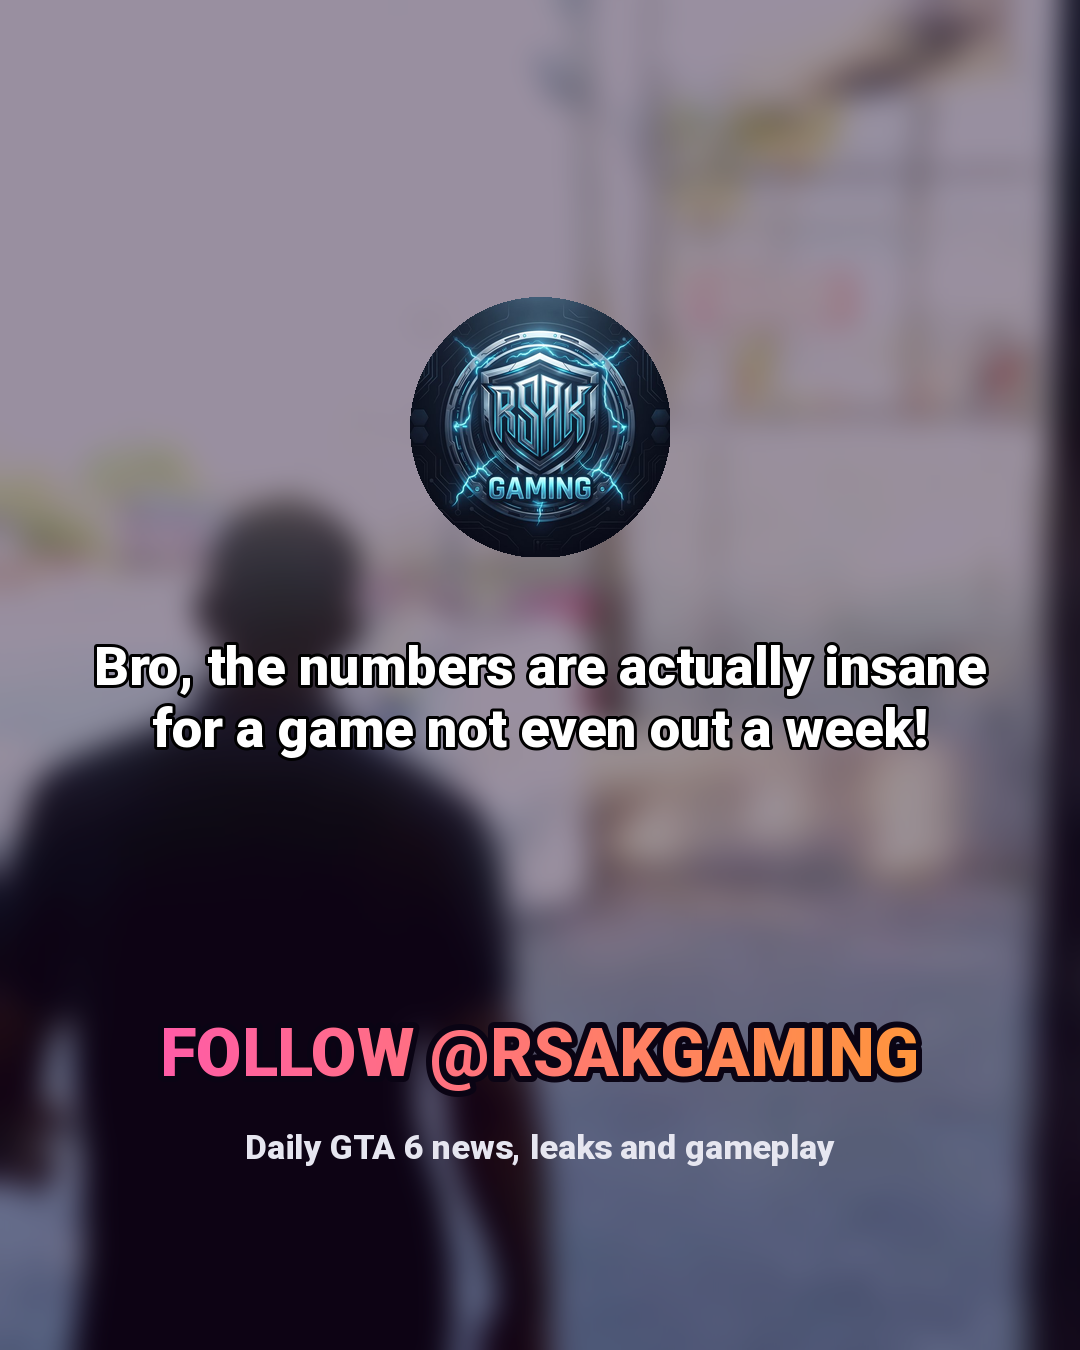 RSAK
GAMING
Bro, the numbers are actually insane
for a game not even out a week!
FOLLOW @RSAKGAMING
Daily GTA 6 news, leaks and gameplay